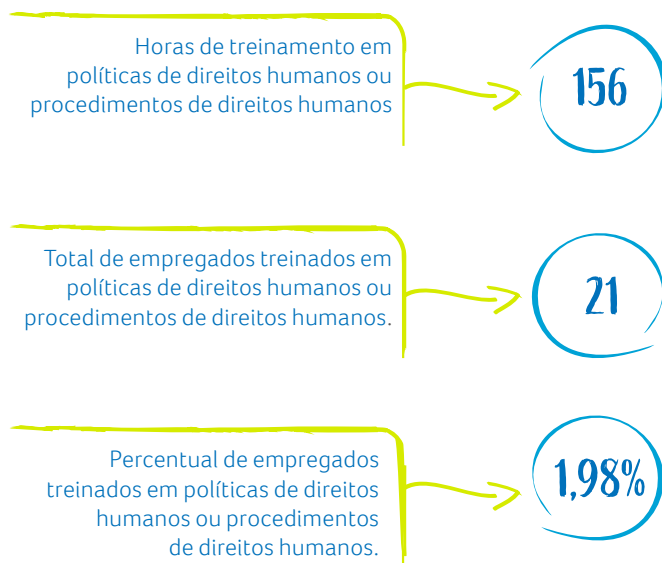 Horas de treinamento em
políticas de direitos humanos ou
procedimentos de direitos humanos
156
Total de empregados treinados em
políticas de direitos humanos ou
procedimentos de direitos humanos.
21
Percentual de empregados
treinados em políticas de direitos
humanos ou procedimentos
de direitos humanos.
1,98%